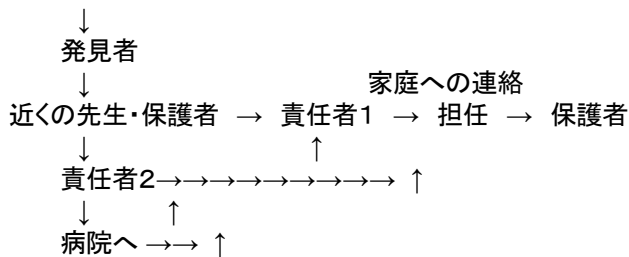 ↓
発見者
↓ 家庭への連絡
近くの先生・保護者 → 責任者1 → 担任 → 保護者
↓ ↑
責任者2→→→→→→→→→ ↑
↓ ↑
病院へ →→ ↑